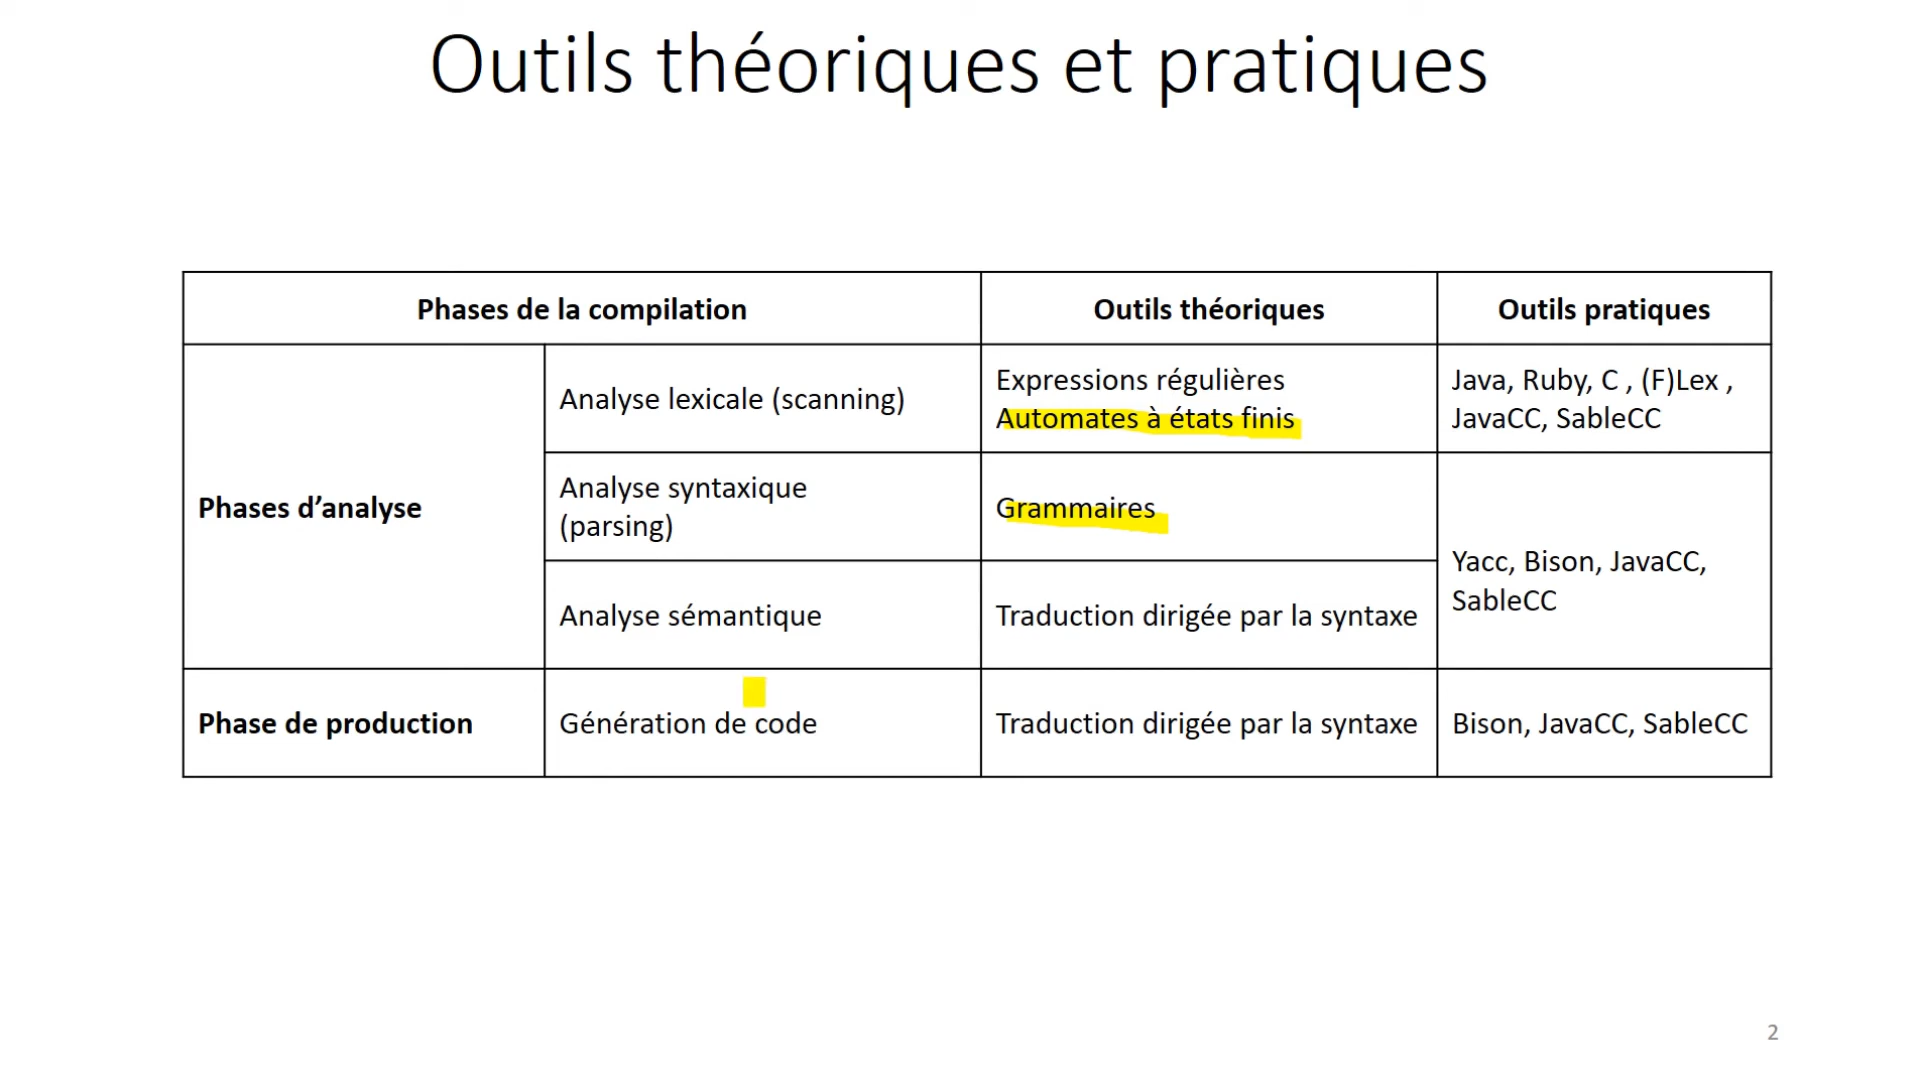 Outils théoriques et pratiques
Phases de la compilation
Outils théoriques
Outils pratiques
Phases d’analyse
Analyse lexicale (scanning)
Expressions régulières
Automates à états finis
Java, Ruby, C , (F)Lex ,
JavaCC, SableCC
Analyse syntaxique
(parsing)
Grammaires
Yacc, Bison, JavaCC,
SableCC
Analyse sémantique
Traduction dirigée par la syntaxe
Phase de production
Génération de code
Traduction dirigée par la syntaxe
Bison, JavaCC, SableCC
2